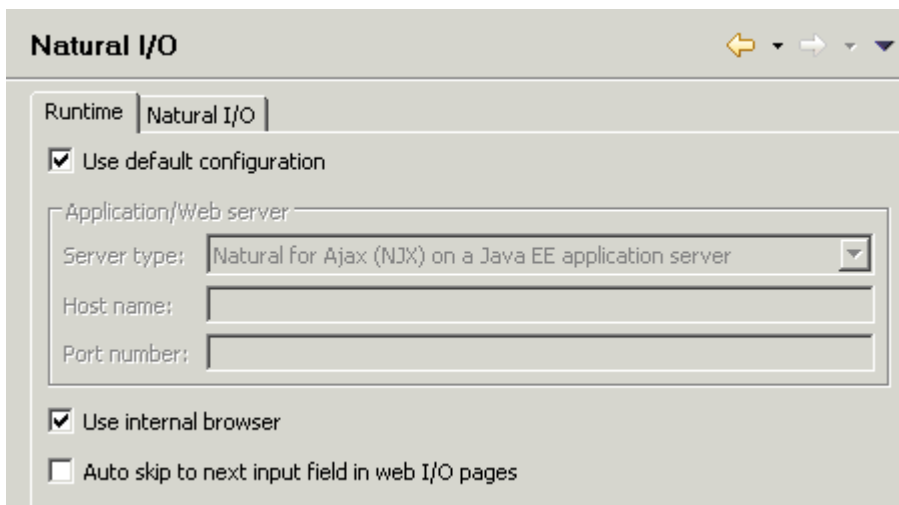 Natural I/O
Runtime Natural I/O
Use default configuration
Application/Web server
Server type: Natural for Ajax (NJX) on a Java EE application server
Host name:
Port number:
Use internal browser
Auto skip to next input field in web I/O pages